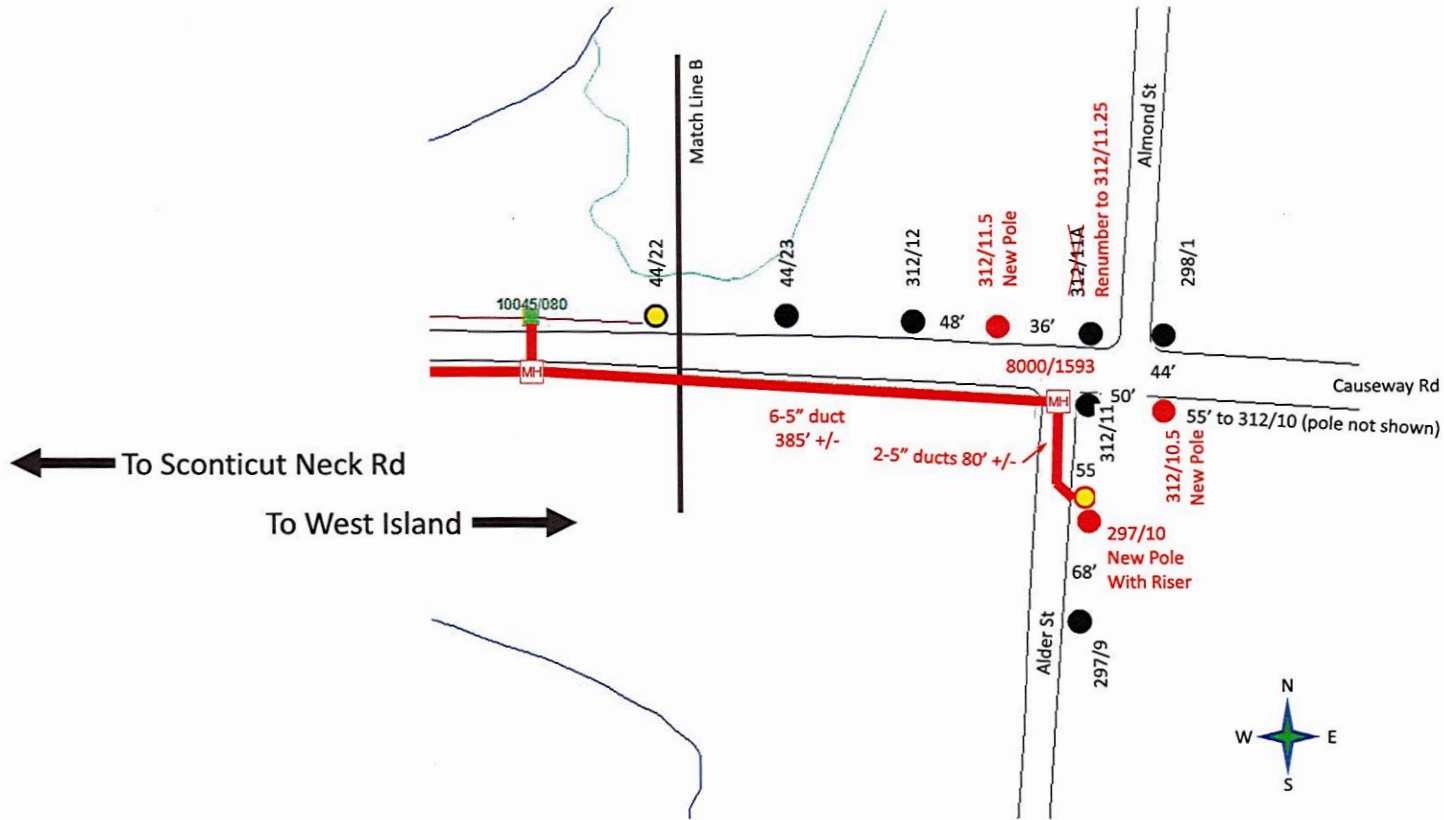 Match Line B
Almond St
10045/080
44/22
44/23
312/12
312/11.5
New Pole
312/11A
Renumber to 312/11.25
298/1
48’
36’
8000/1593
44’
Causeway Rd
MH
MH
50’
55’ to 312/10 (pole not shown)
6-5” duct
385’ +/-
312/11
312/10.5
New Pole
2-5” ducts 80’ +/-
55
To Sconticut Neck Rd
To West Island
297/10
New Pole
With Riser
68’
Alder St
297/9
N
W
E
S